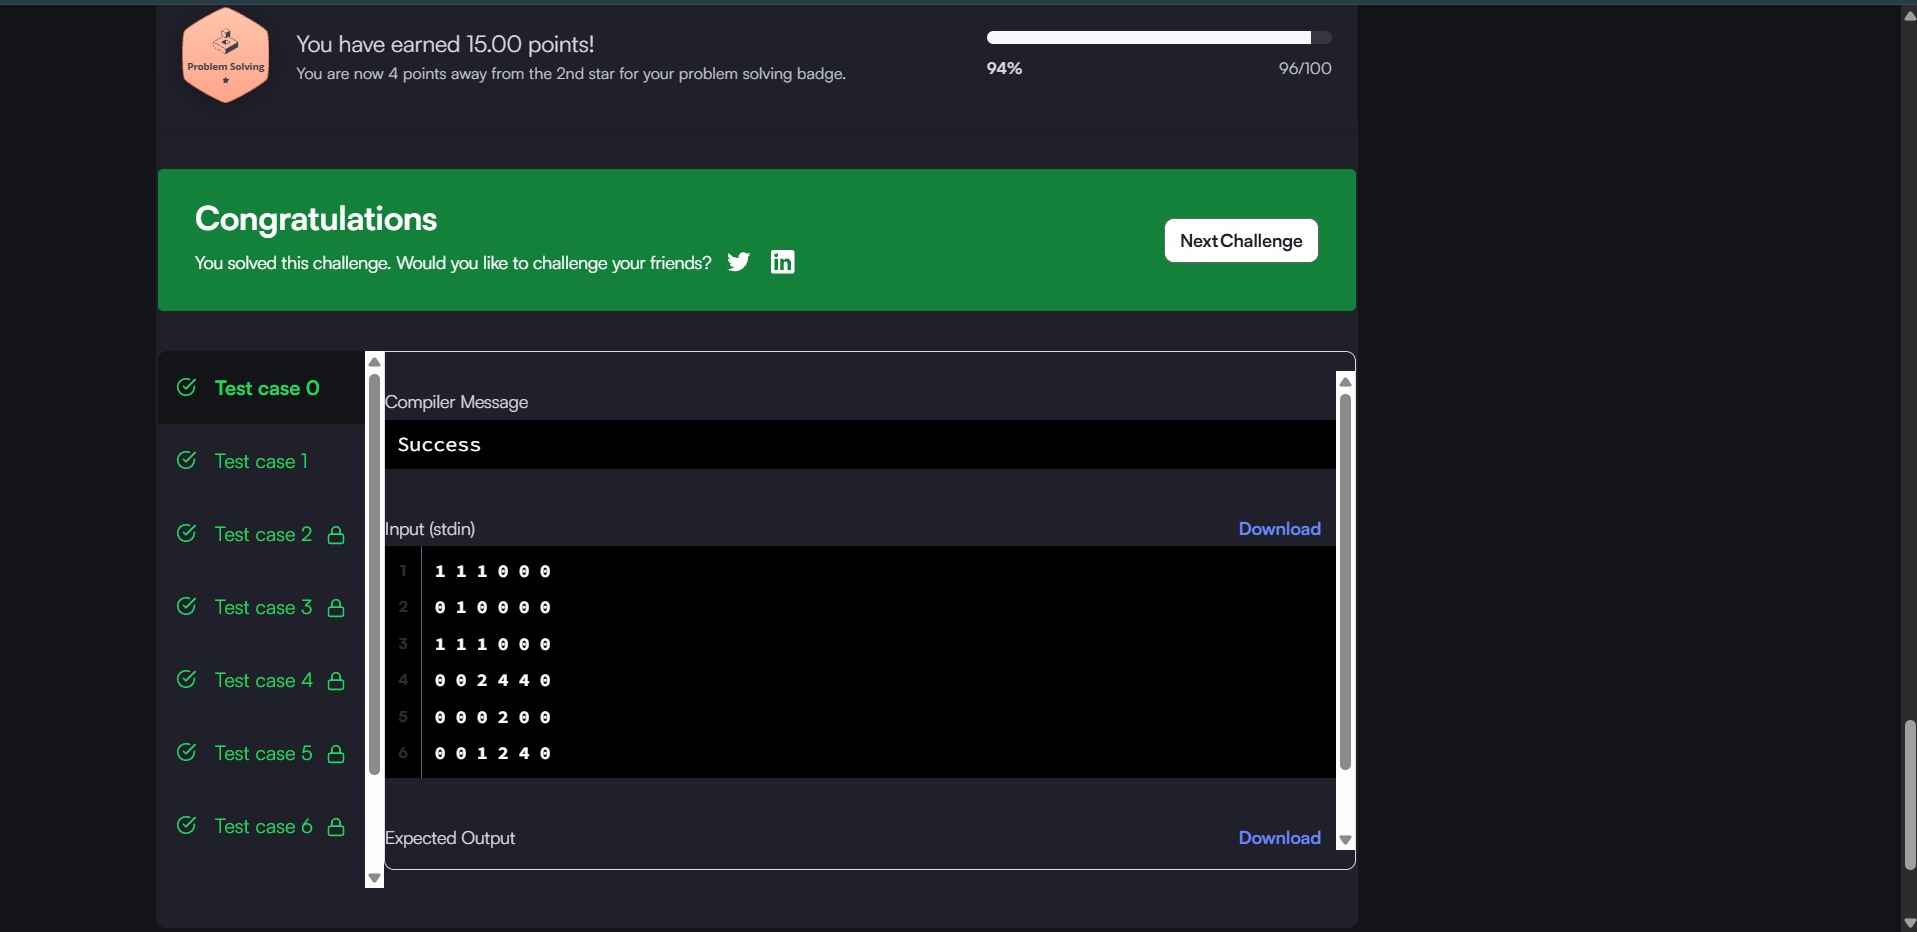 Problem Solving
You have earned 15.00 points!
You are now 4 points away from the 2nd star for your problem solving badge.
94%
96/100
Congratulations
You solved this challenge. Would you like to challenge your friends?
in
Next Challenge
Test case 0
Test case 1
Test case 2
Test case 3
Test case 4
Test case 5
Test case 6
Compiler Message
Success
Input (stdin)
Download
1 1 1 1 0 0 0
2 0 1 0 0 0 0
3 1 1 1 0 0 0
4 0 0 2 4 4 0
5 0 0 0 2 0 0
6 0 0 1 2 4 0
Expected Output
Download